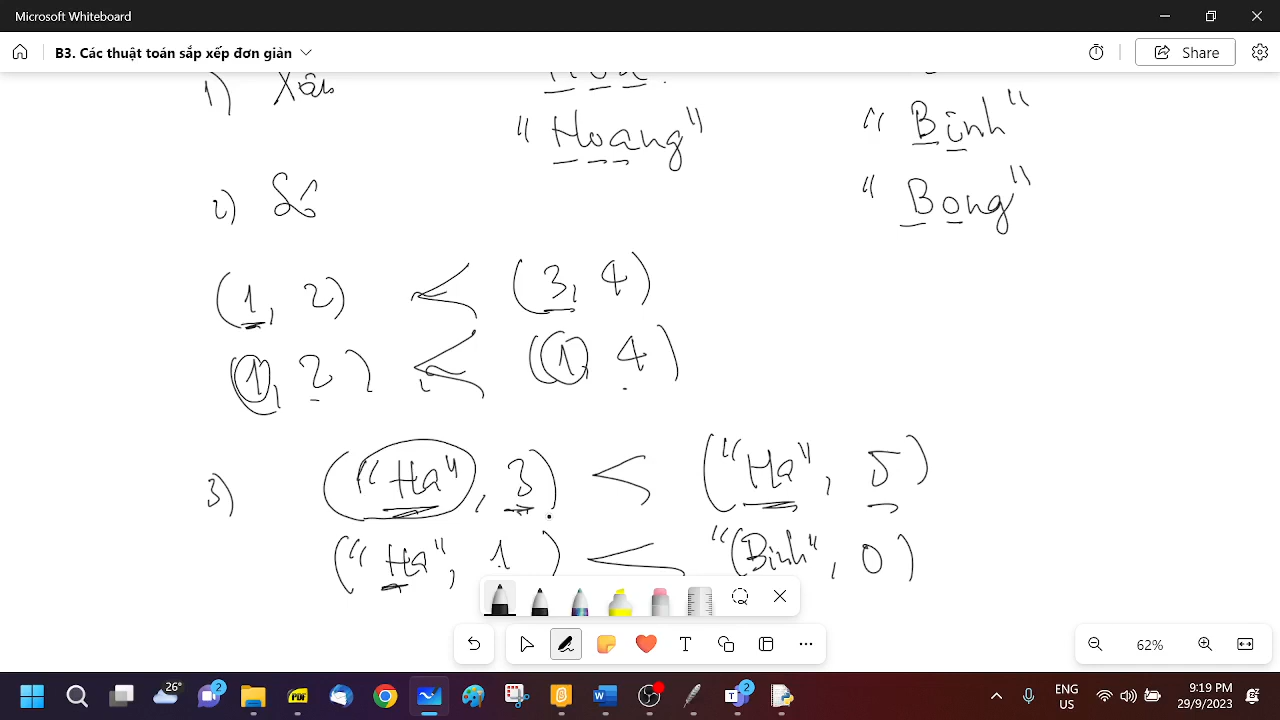 Microsoft Whiteboard
B3. Các thuật toán sắp xếp đơn giản
Share
1) Xâu
"Hoang"
"Binh"
2) Số
"Bong"
(1, 2) < (3, 4)
(1, 2) < (1, 4)
3) ("Ha", 3) < ("Ha", 5)
("Ha", 1) < "(Binh", 0)
62%
26°
2
2
ENG
US
9:19 PM
29/9/2023